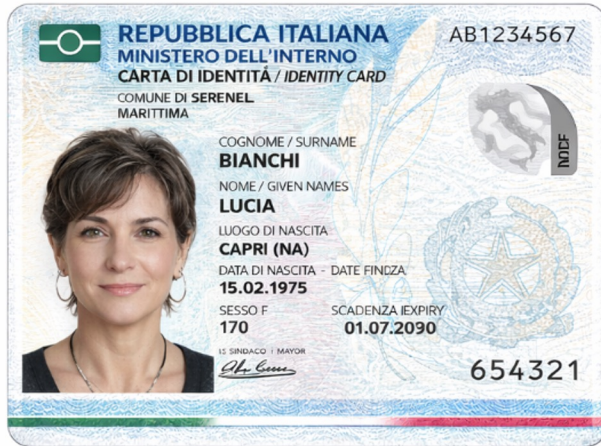 REPUBBLICA ITALIANA
AB1234567
MINISTERO DELL'INTERNO
CARTA DI IDENTITÁ / IDENTITY CARD
COMUNE DI SERENEL
MARITTIMA
COGNOME / SURNAME
BIANCHI
NOME / GIVEN NAMES
LUCIA
LUOGO DI NASCITA
CAPRI (NA)
DATA DI NASCITA - DATE FINDZA
15.02.1975
SESSO F SCADENZA IEXPIRY
170 01.07.2090
IS SINDACO I MAYOR
654321